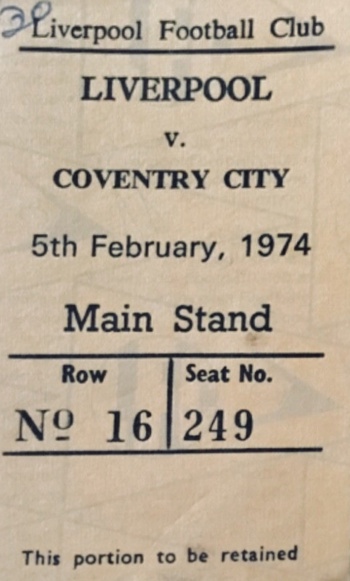 Liverpool Football Club
LIVERPOOL
v.
COVENTRY CITY
5th February, 1974
Main Stand
Row Seat No.
Nº 16 249
This portion to be retained